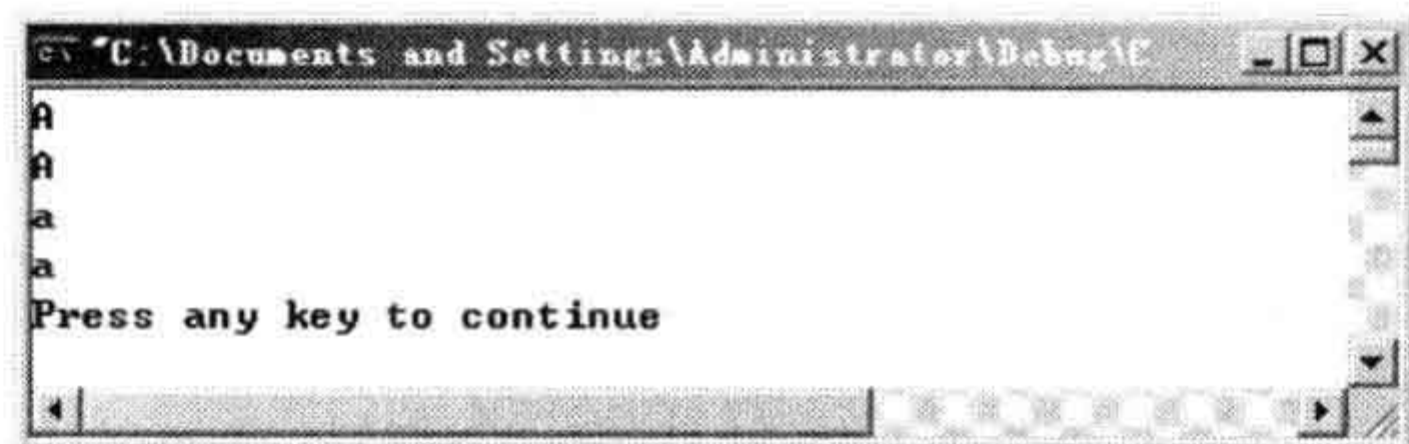 "C:\Documents and Settings\Administrator\Debug\C
A
A
a
a
Press any key to continue